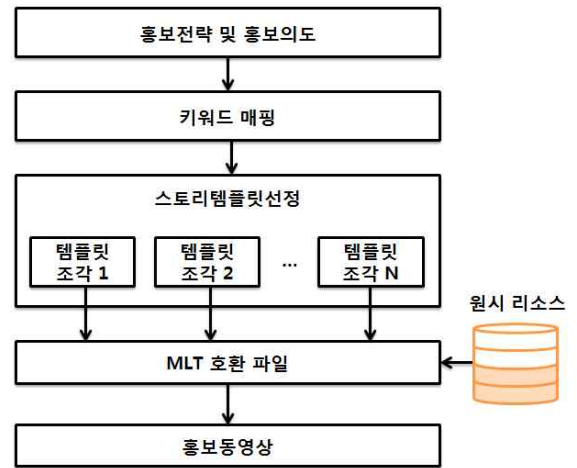 홍보전략 및 홍보의도
키워드 매핑
스토리템플릿선정
템플릿
조각 1
템플릿
조각 2
...
템플릿
조각 N
원시 리소스
MLT 호환 파일
홍보동영상